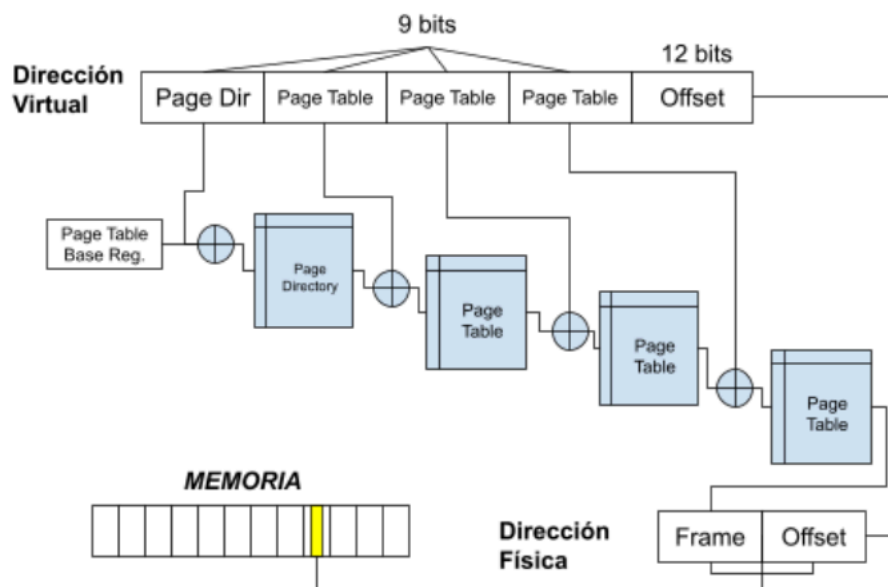 9 bits
12 bits
Dirección
Virtual
Page Dir
Page Table
Page Table
Page Table
Offset
Page Table
Base Reg.
Page
Directory
Page
Table
Page
Table
Page
Table
MEMORIA
Dirección
Física
Frame
Offset